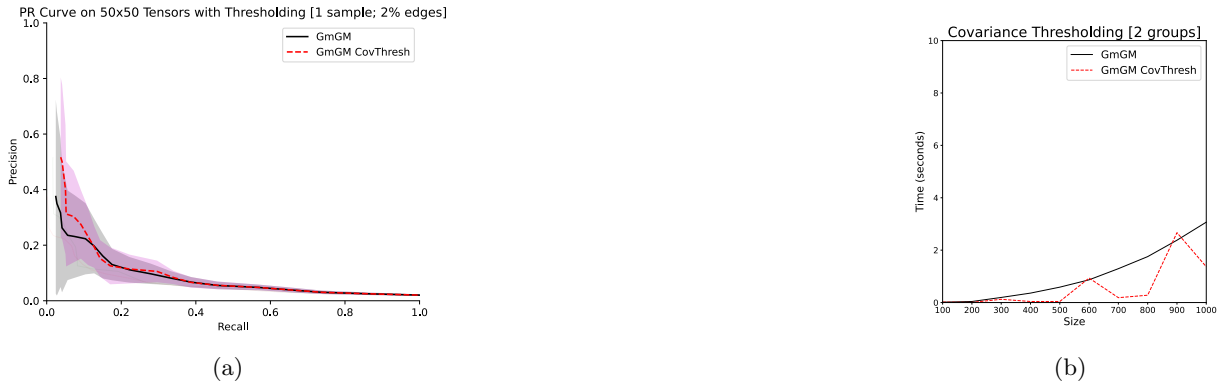 PR Curve on 50x50 Tensors with Thresholding [1 sample; 2% edges]
1.0
0.8
0.6
0.4
0.2
0.0
Precision
0.0 0.2 0.4 0.6 0.8 1.0
Recall
GmGM
GmGM CovThresh
(a)
Covariance Thresholding [2 groups]
10
8
6
4
2
0
Time (seconds)
100 200 300 400 500 600 700 800 900 1000
Size
GmGM
GmGM CovThresh
(b)